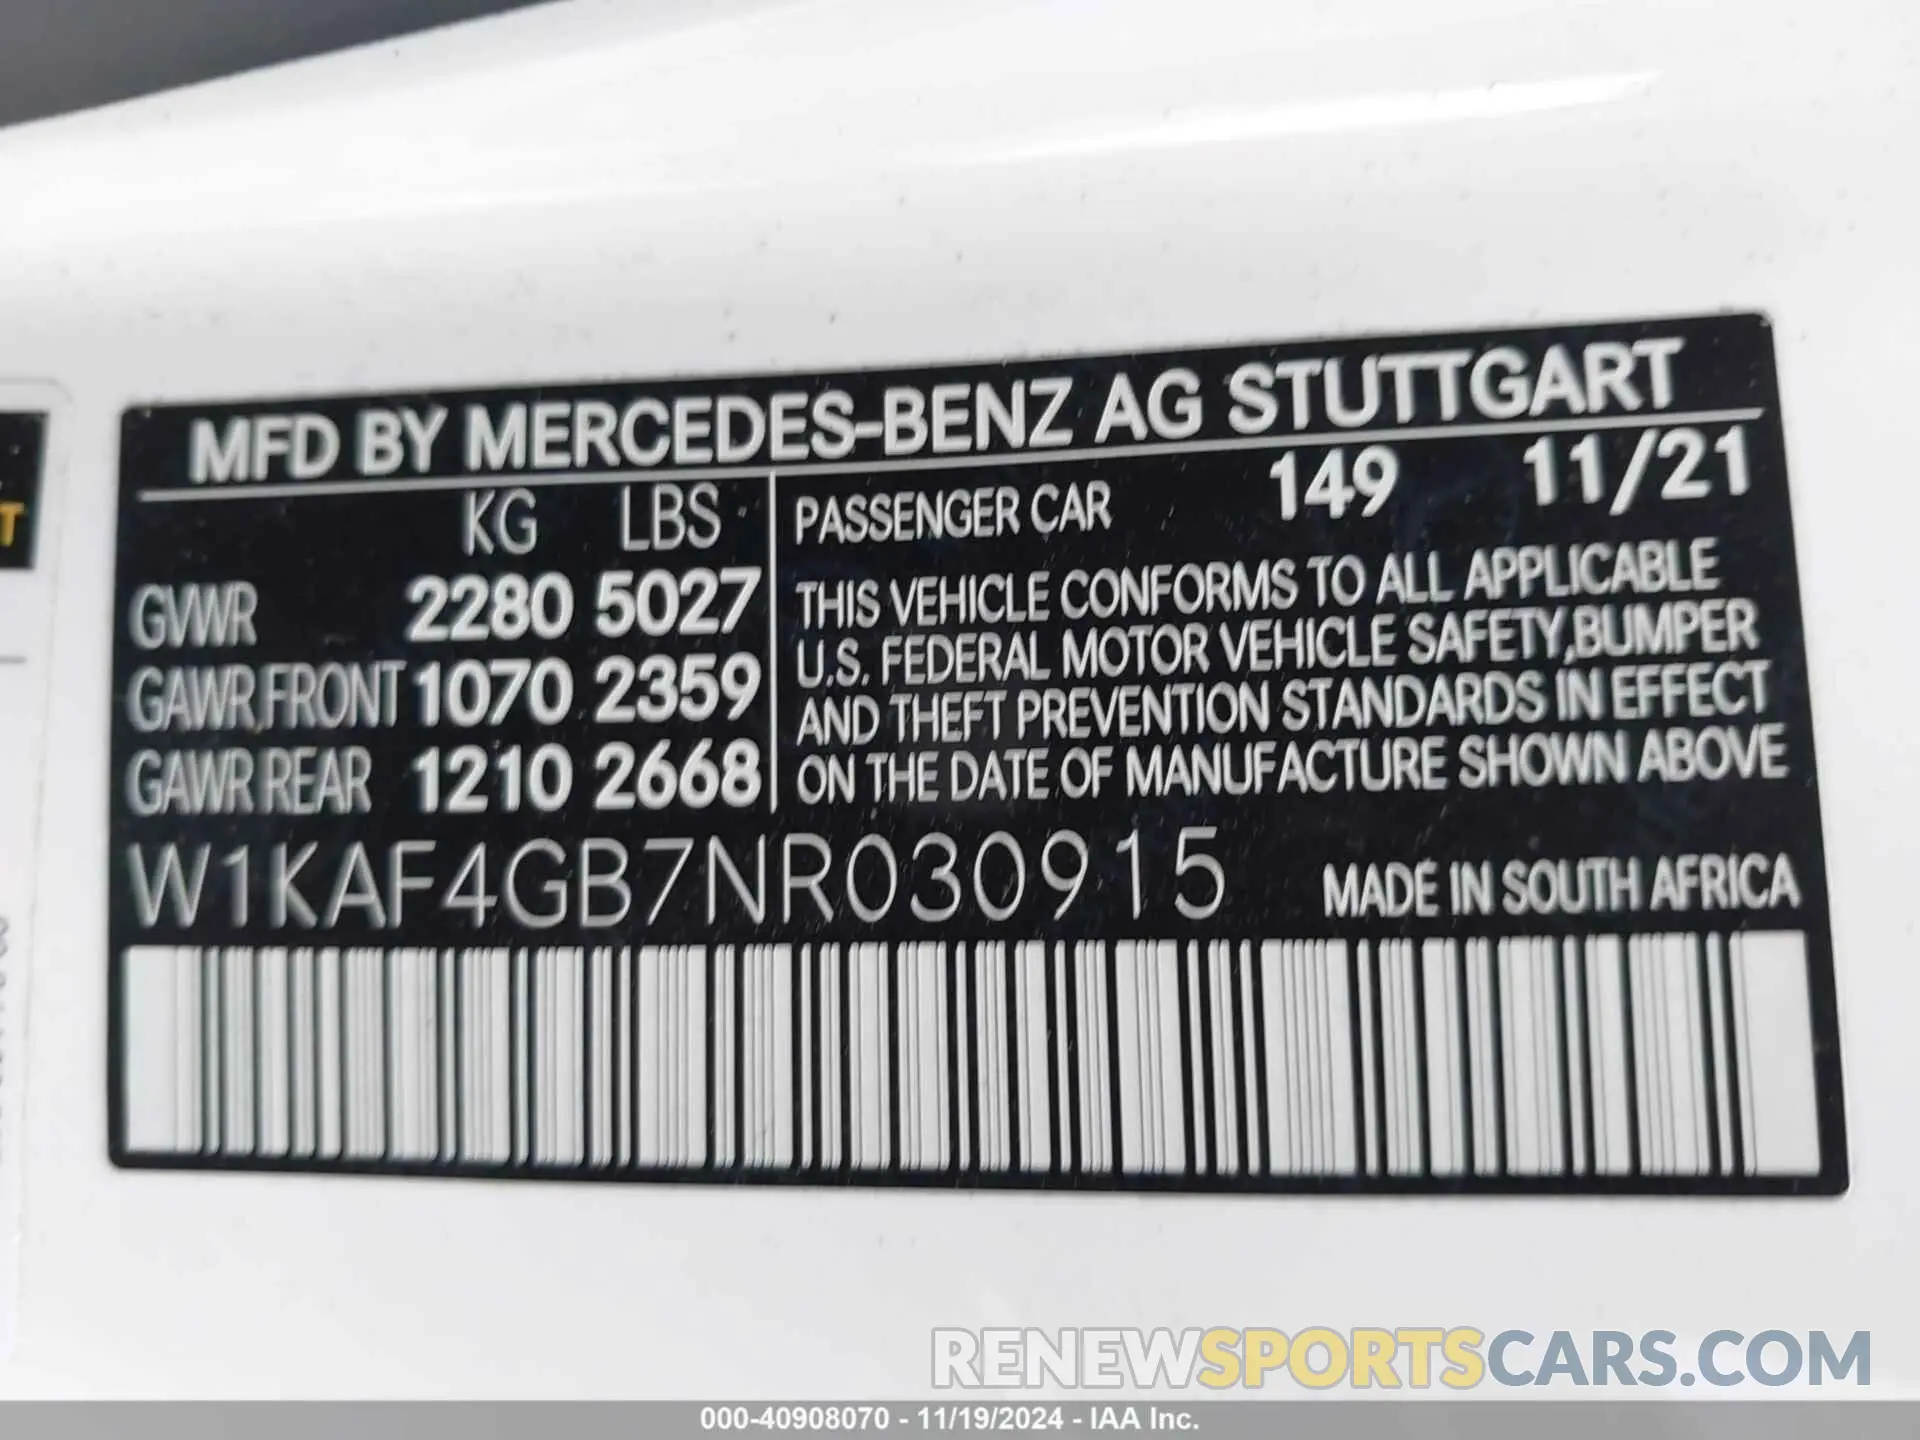 MFD BY MERCEDES-BENZ AG STUTTGART
KG LBS
GVWR 2280 5027
GAWR FRONT 1070 2359
GAWR REAR 1210 2668
PASSENGER CAR 149 11/21
THIS VEHICLE CONFORMS TO ALL APPLICABLE
U.S. FEDERAL MOTOR VEHICLE SAFETY,BUMPER
AND THEFT PREVENTION STANDARDS IN EFFECT
ON THE DATE OF MANUFACTURE SHOWN ABOVE
W1KAF4GB7NR030915 MADE IN SOUTH AFRICA
T
RENEWSPORTSCARS.COM
000-40908070 - 11/19/2024 - IAA Inc.